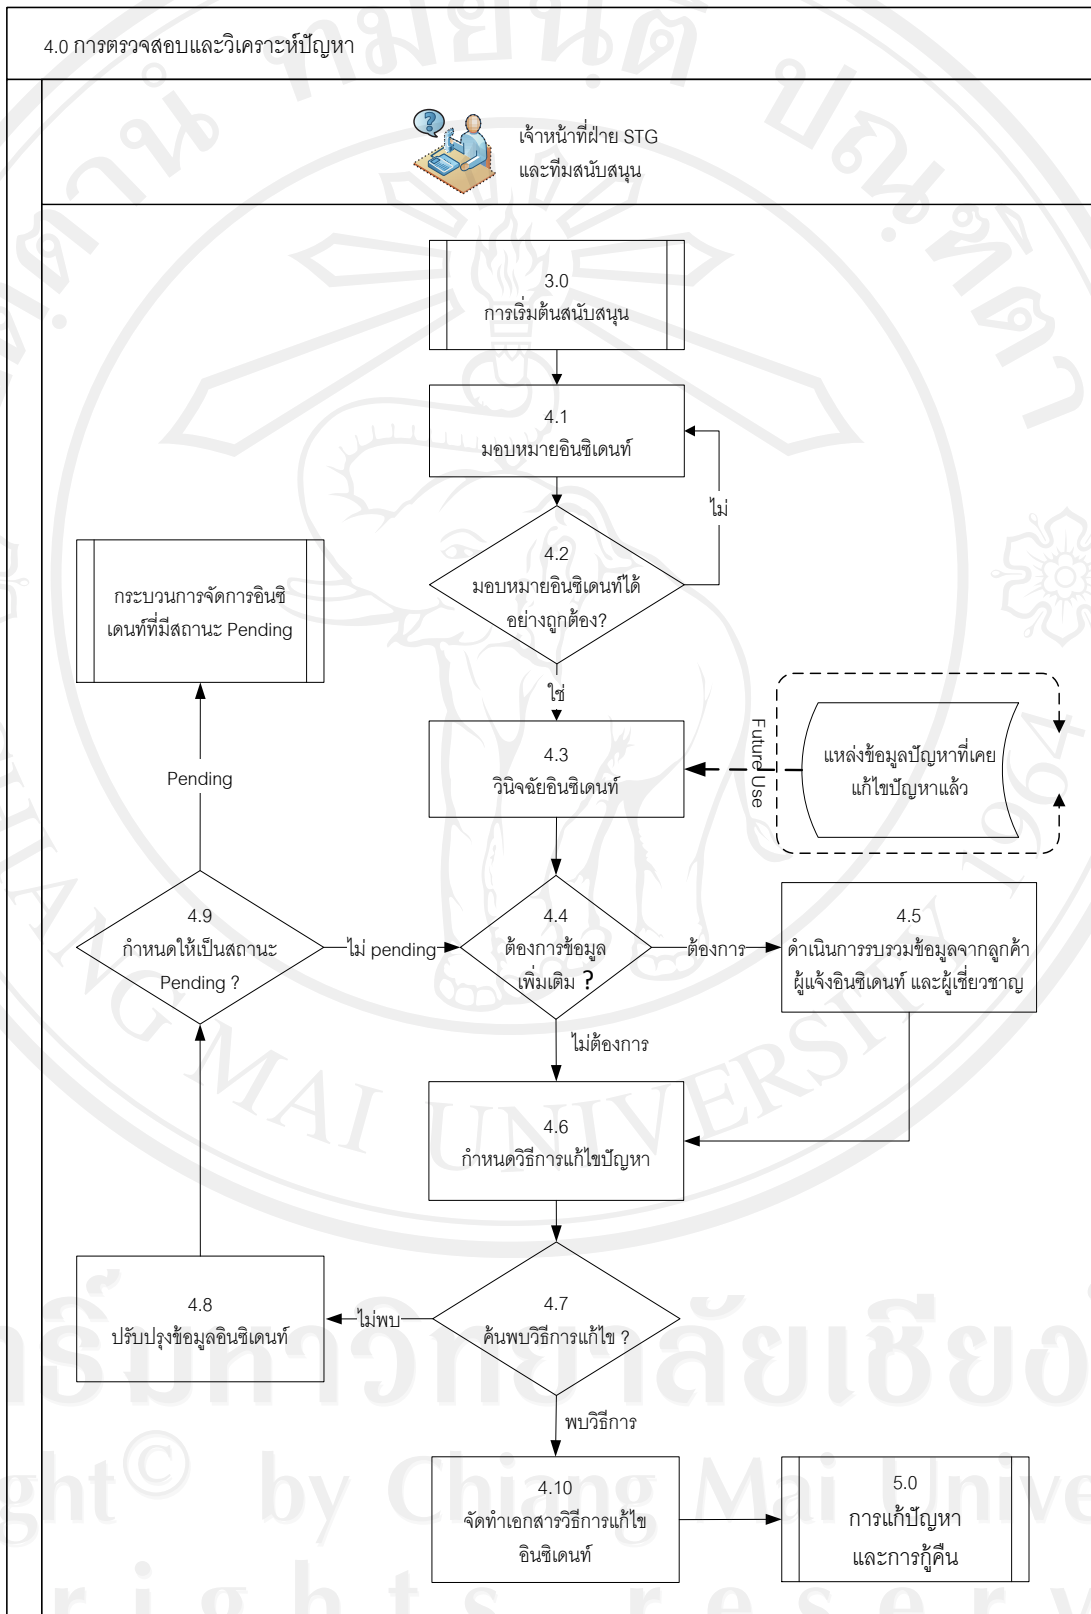 4.0 การตรวจสอบและวิเคราะห์ปัญหา
เจ้าหน้าที่ฝ่าย STG
และทีมสนับสนุน
3.0
การเริ่มต้นสนับสนุน
4.1
มอบหมายอินซิเดนท์
ไม่
4.2
มอบหมายอินซิเดนท์ได้
อย่างถูกต้อง?
กระบวนการจัดการอินซิ
เดนท์ที่มีสถานะ Pending
ใช่
4.3
วินิจฉัยอินซิเดนท์
Future Use
แหล่งข้อมูลปัญหาที่เคย
แก้ไขปัญหาแล้ว
Pending
4.9
กำหนดให้เป็นสถานะ
Pending ?
ไม่ pending
4.4
ต้องการข้อมูล
เพิ่มเติม ?
ต้องการ
4.5
ดำเนินการรบรวมข้อมูลจากลูกค้า
ผู้แจ้งอินซิเดนท์ และผู้เชี่ยวชาญ
ไม่ต้องการ
4.6
กำหนดวิธีการแก้ไขปัญหา
4.8
ปรับปรุงข้อมูลอินซิเดนท์
ไม่พบ
4.7
ค้นพบวิธีการแก้ไข ?
พบวิธีการ
4.10
จัดทำเอกสารวิธีการแก้ไข
อินซิเดนท์
5.0
การแก้ปัญหา
และการกู้คืน
MAI UNIVERSITY 1964
by Chiang Mai Unive
rights reserv